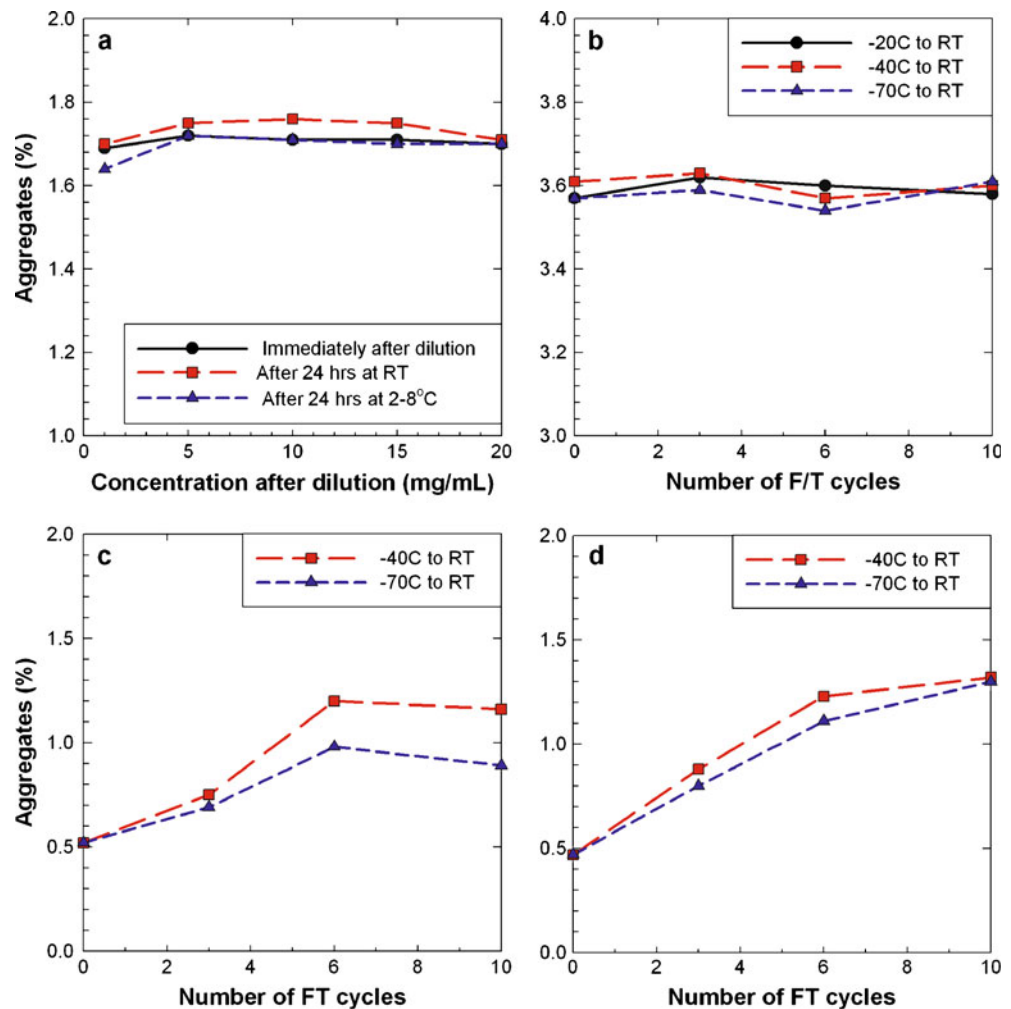 a
2.0
1.8
1.6
1.4
1.2
1.0
Aggregates (%)
Immediately after dilution
After 24 hrs at RT
After 24 hrs at 2-8°C
0 5 10 15 20
Concentration after dilution (mg/mL)
b
4.0
3.8
3.6
3.4
3.2
3.0
-20C to RT
-40C to RT
-70C to RT
0 2 4 6 8 10
Number of F/T cycles
c
2.0
1.5
1.0
0.5
0.0
Aggregates (%)
-40C to RT
-70C to RT
0 2 4 6 8 10
Number of FT cycles
d
2.0
1.5
1.0
0.5
0.0
-40C to RT
-70C to RT
0 2 4 6 8 10
Number of FT cycles